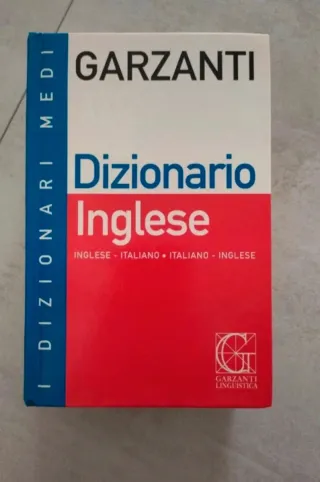 I DIZIONARI MEDI
GARZANTI
Dizionario
Inglese
INGLESE - ITALIANO • ITALIANO - INGLESE
G
GARZANTI
LINGUISTICA